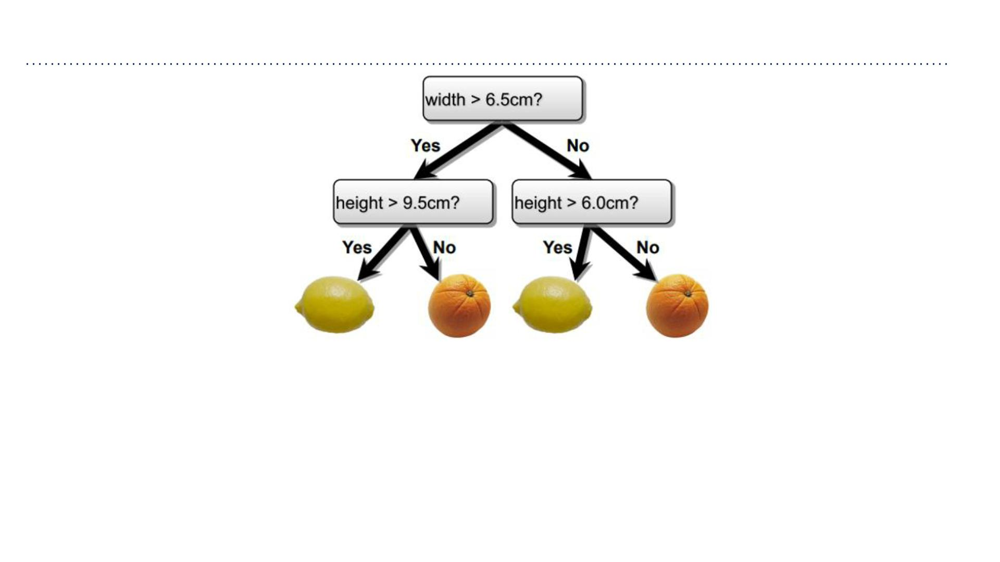 width > 6.5cm?
Yes
No
height > 9.5cm?
height > 6.0cm?
Yes
No
Yes
No